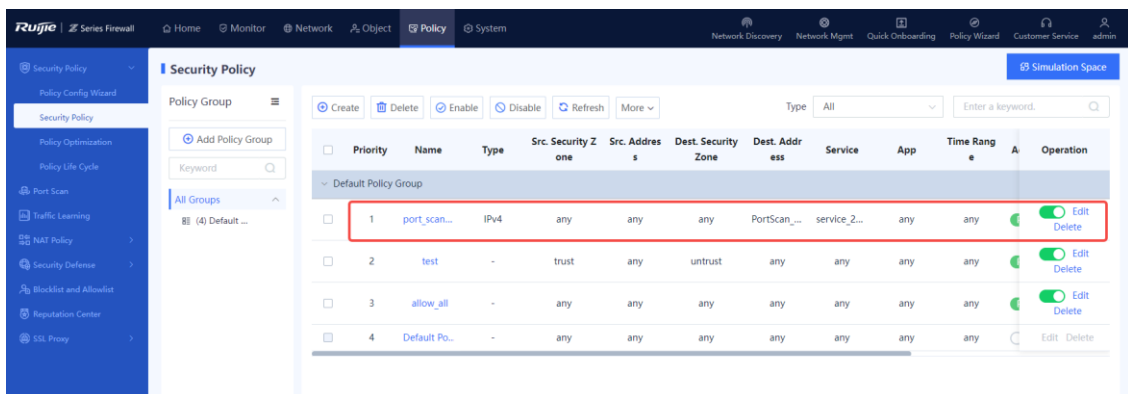 Ruijie | Z Series Firewall
Home Monitor Network Object Policy System
Network Discovery Network Mgmt Quick Onboarding Policy Wizard Customer Service admin
Security Policy
Policy Config Wizard
Security Policy
Policy Optimization
Policy Life Cycle
Port Scan
Traffic Learning
NAT Policy
Security Defense
Blocklist and Allowlist
Reputation Center
SSL Proxy
Security Policy
Simulation Space
Policy Group
Add Policy Group
Keyword
All Groups
(4) Default ...
Create Delete Enable Disable Refresh More Type All Enter a keyword.
Priority Name Type Src. Security Z Src. Addres Dest. Security Dest. Addr Service App Time Rang A Operation
one s Zone ess e
Default Policy Group
1 port_scan... IPv4 any any any PortScan_... service_2... any any Edit
Delete
2 test - trust any untrust any any any any Edit
Delete
3 allow_all - any any any any any any any Edit
Delete
4 Default Po... - any any any any any any any Edit Delete